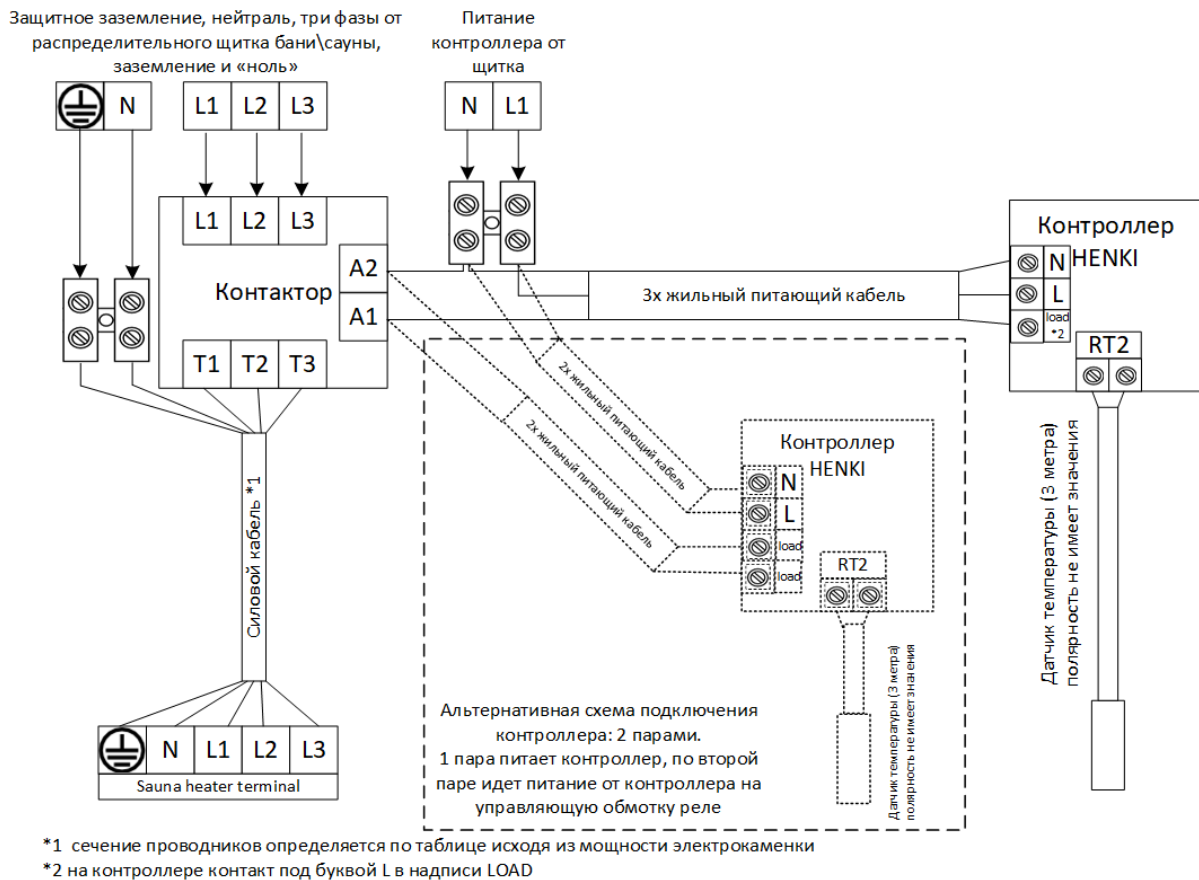 Защитное заземление, нейтраль, три фазы от
распределительного щитка бани\сауны,
заземление и «ноль»
Питание
контроллера от
щитка
N
L1 L2 L3
N L1
L1 L2 L3
A2
A1
Контактор
T1 T2 T3
3х жильный питающий кабель
Контроллер
HENKI
N
L
load
*2
RT2
Датчик температуры (3 метра)
полярность не имеет значения
2х жильный питающий кабель
2х жильный питающий кабель
Контроллер
HENKI
N
L
load
load
RT2
Датчик температуры (3 метра)
полярность не имеет значения
Альтернативная схема подключения
контроллера: 2 парами.
1 пара питает контроллер, по второй
паре идет питание от контроллера на
управляющую обмотку реле
Силовой кабель *1
N L1 L2 L3
Sauna heater terminal
*1 сечение проводников определяется по таблице исходя из мощности электрокаменки
*2 на контроллере контакт под буквой L в надписи LOAD